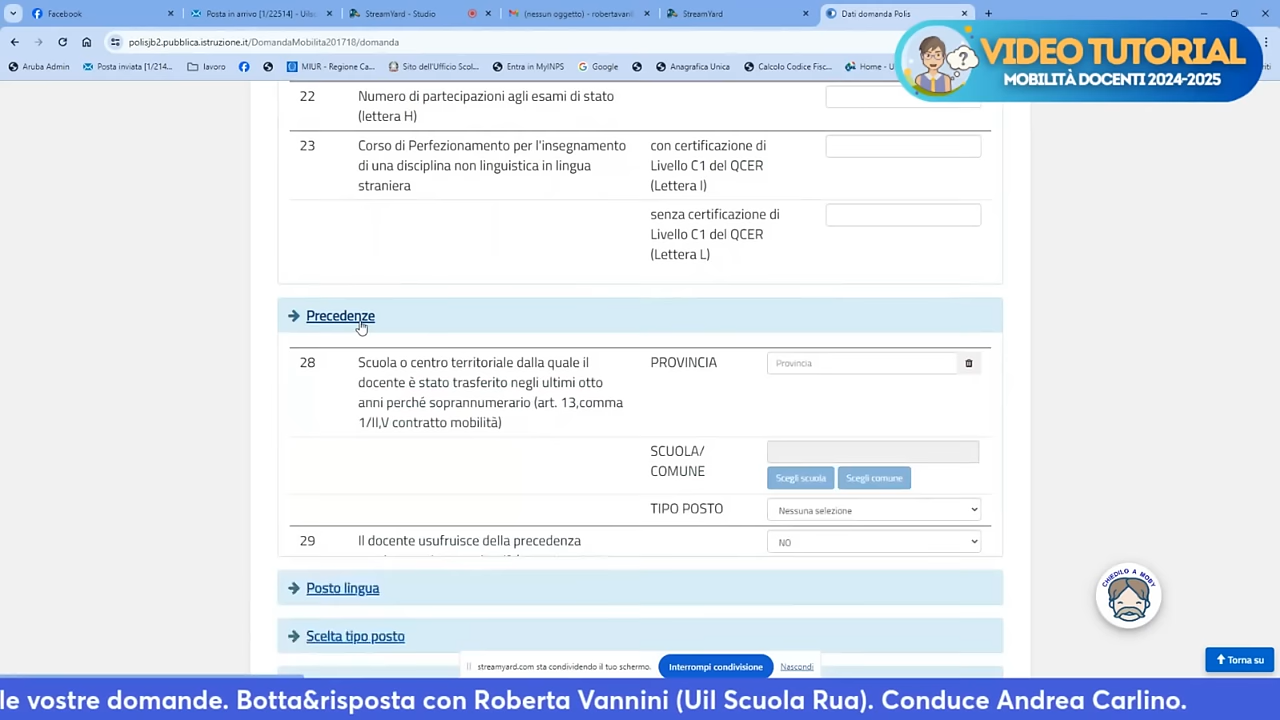 Facebook
Posta in arrivo [1/22514] - Uils
StreamYard - Studio
(nessun oggetto) - robertavanl
StreamYard
Dati domanda Polis
polisjb2.pubblica.istruzione.it/DomandaMobilita201718/domanda
Aruba Admin
Posta inviata [1/214...
lavoro
MIUR - Regione Ca...
Sito dell'Ufficio Scol...
Entra in MyINPS
Google
Anagrafica Unica
Calcolo Codice Fisc...
Home - U
VIDEO TUTORIAL
MOBILITÀ DOCENTI 2024-2025
22 Numero di partecipazioni agli esami di stato
(lettera H)
23 Corso di Perfezionamento per l'insegnamento con certificazione di
di una disciplina non linguistica in lingua Livello C1 del QCER
straniera (Lettera I)
senza certificazione di
Livello C1 del QCER
(Lettera L)
Precedenze
28 Scuola o centro territoriale dalla quale il PROVINCIA Provincia
docente è stato trasferito negli ultimi otto
anni perché soprannumerario (art. 13,comma
1/II,V contratto mobilità)
SCUOLA/
COMUNE
Scegli scuola Scegli comune
TIPO POSTO Nessuna selezione
29 Il docente usufruisce della precedenza NO
Posto lingua
Scelta tipo posto
CHIEDILO A MOBY
streamyard.com sta condividendo il tuo schermo. Interrompi condivisione Nascondi
Torna su
le vostre domande. Botta&risposta con Roberta Vannini (Uil Scuola Rua). Conduce Andrea Carlino.